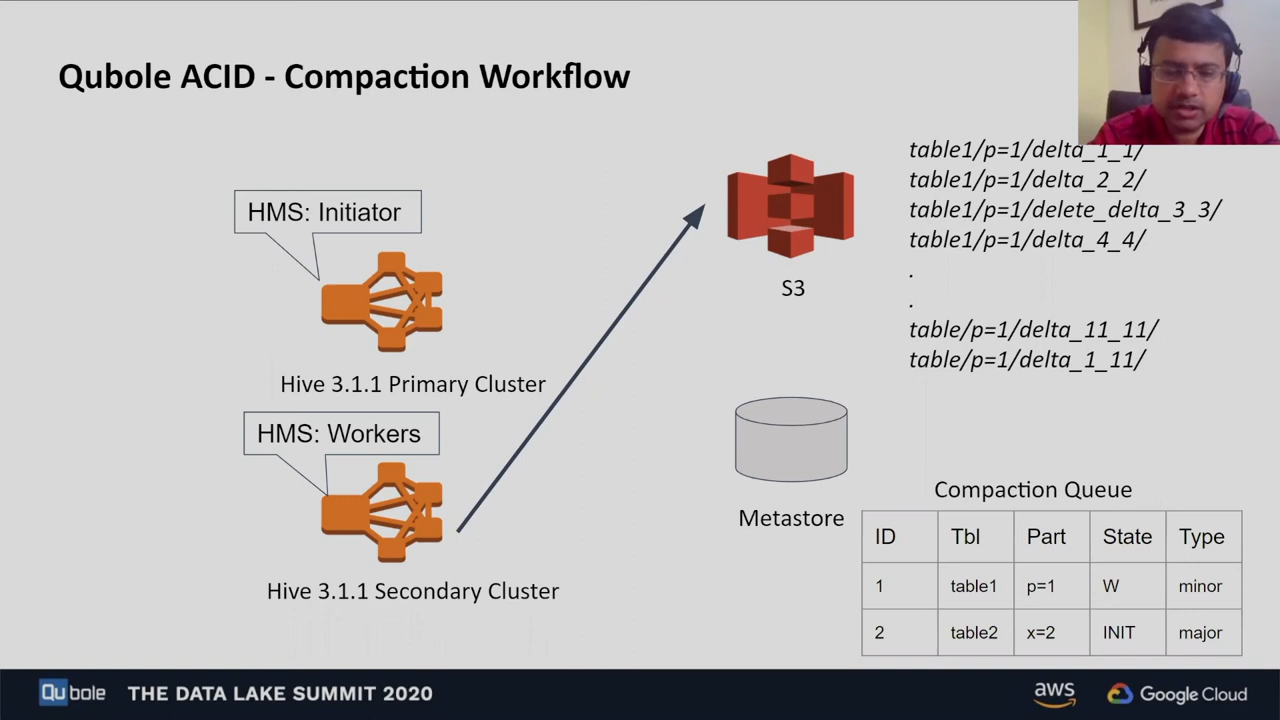 Qubole ACID - Compaction Workflow
HMS: Initiator
Hive 3.1.1 Primary Cluster
HMS: Workers
Hive 3.1.1 Secondary Cluster
S3
table1/p=1/delta_1_1/
table1/p=1/delta_2_2/
table1/p=1/delete_delta_3_3/
table1/p=1/delta_4_4/
.
.
table/p=1/delta_11_11/
table/p=1/delta_1_11/
Metastore
Compaction Queue
ID Tbl Part State Type
1 table1 p=1 W minor
2 table2 x=2 INIT major
Qubole THE DATA LAKE SUMMIT 2020
aws Google Cloud